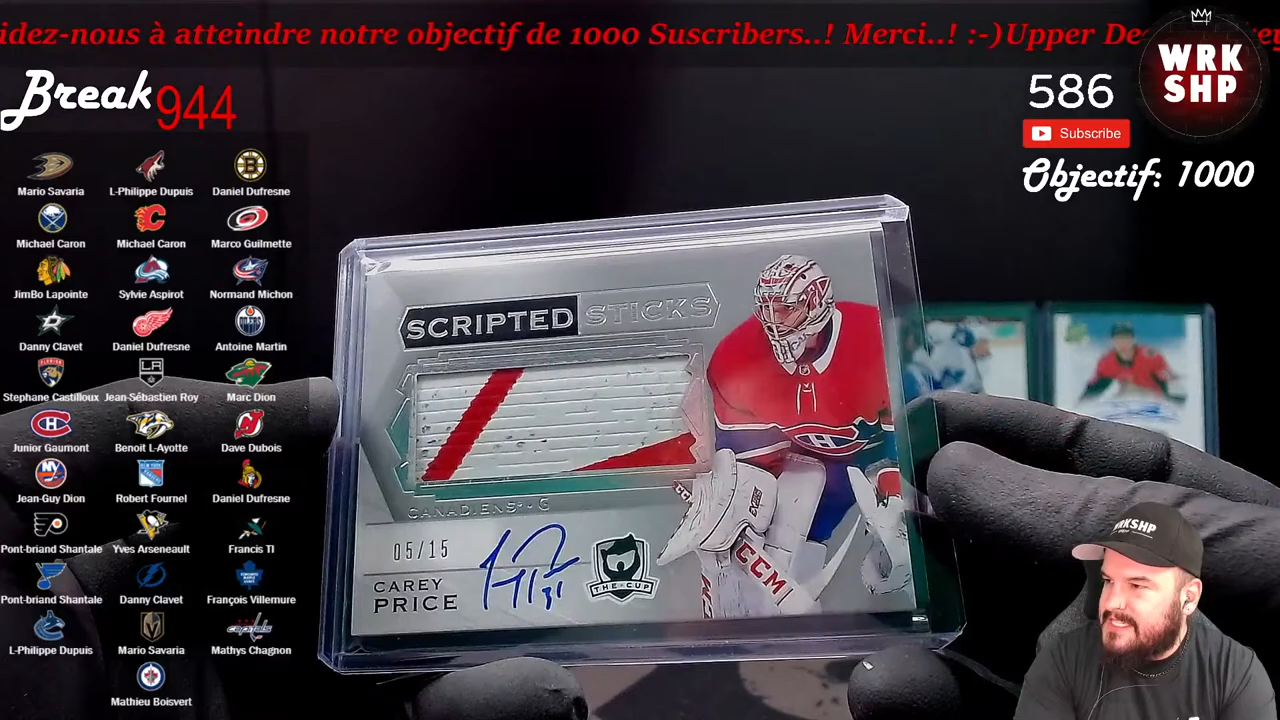 idez-nous à atteindre notre objectif de 1000 Suscribers..! Merci..! :-)Upper De
Break 944
WRK
SHP
586
Subscribe
Objectif: 1000
Mario Savaria
L-Philippe Dupuis
Daniel Dufresne
Michael Caron
Michael Caron
Marco Guilmette
JimBo Lapointe
Sylvie Aspirot
Normand Michon
Danny Clavet
Daniel Dufresne
Antoine Martin
Stephane Castilloux
Jean-Sébastien Roy
Marc Dion
Junior Gaumont
Benoit L-Ayotte
Dave Dubois
Jean-Guy Dion
Robert Fournel
Daniel Dufresne
Pont-briand Shantale
Yves Arseneault
Francis TI
Pont-briand Shantale
Danny Clavet
François Villemure
L-Philippe Dupuis
Mario Savaria
Mathys Chagnon
Mathieu Boisvert
SCRIPTED STICKS
CANADIENS · G
05/15
CAREY
PRICE
THE CUP
CCM
WRKSHP